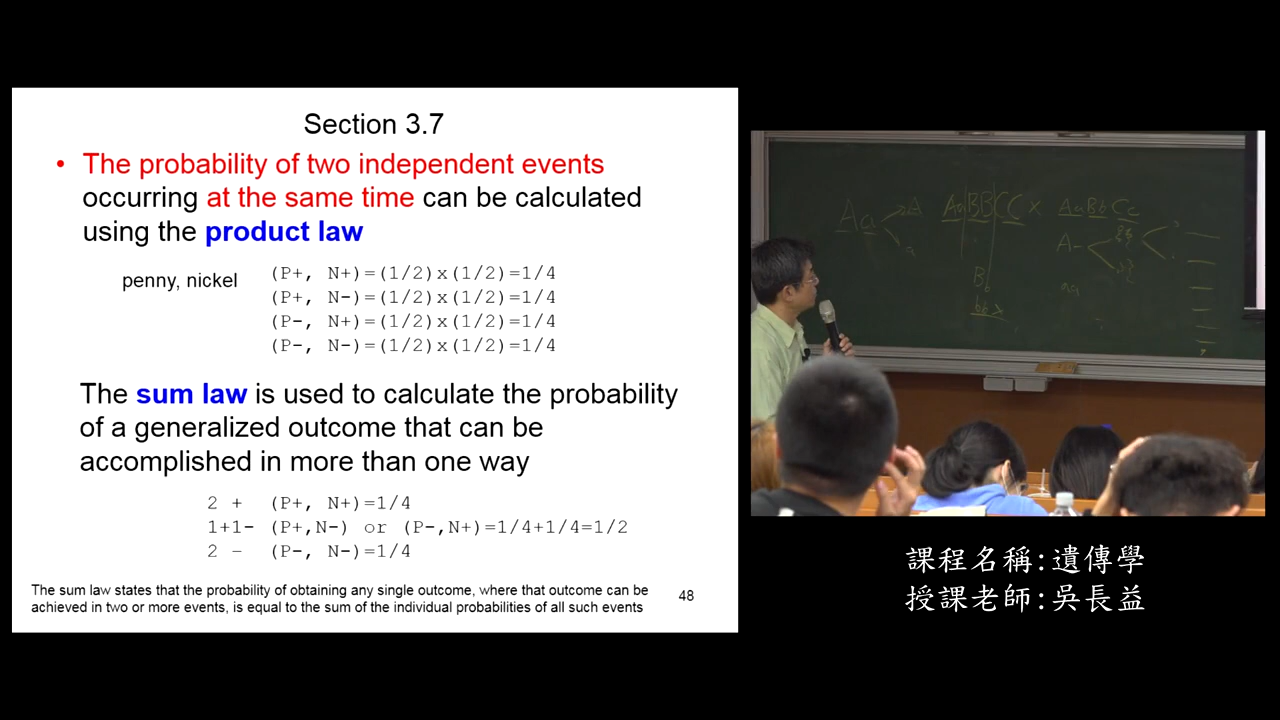 Section 3.7
• The probability of two independent events
occurring at the same time can be calculated
using the product law
penny, nickel
(P+, N+)=(1/2)x(1/2)=1/4
(P+, N-)=(1/2)x(1/2)=1/4
(P-, N+)=(1/2)x(1/2)=1/4
(P-, N-)=(1/2)x(1/2)=1/4
The sum law is used to calculate the probability
of a generalized outcome that can be
accomplished in more than one way
2 + (P+, N+)=1/4
1+1- (P+,N-) or (P-,N+)=1/4+1/4=1/2
2 – (P-, N-)=1/4
The sum law states that the probability of obtaining any single outcome, where that outcome can be
achieved in two or more events, is equal to the sum of the individual probabilities of all such events
48
Aa A AaBBCC x AaBbCc
a
A-
Bb
aa
課程名稱:遺傳學
授課老師:吳長益